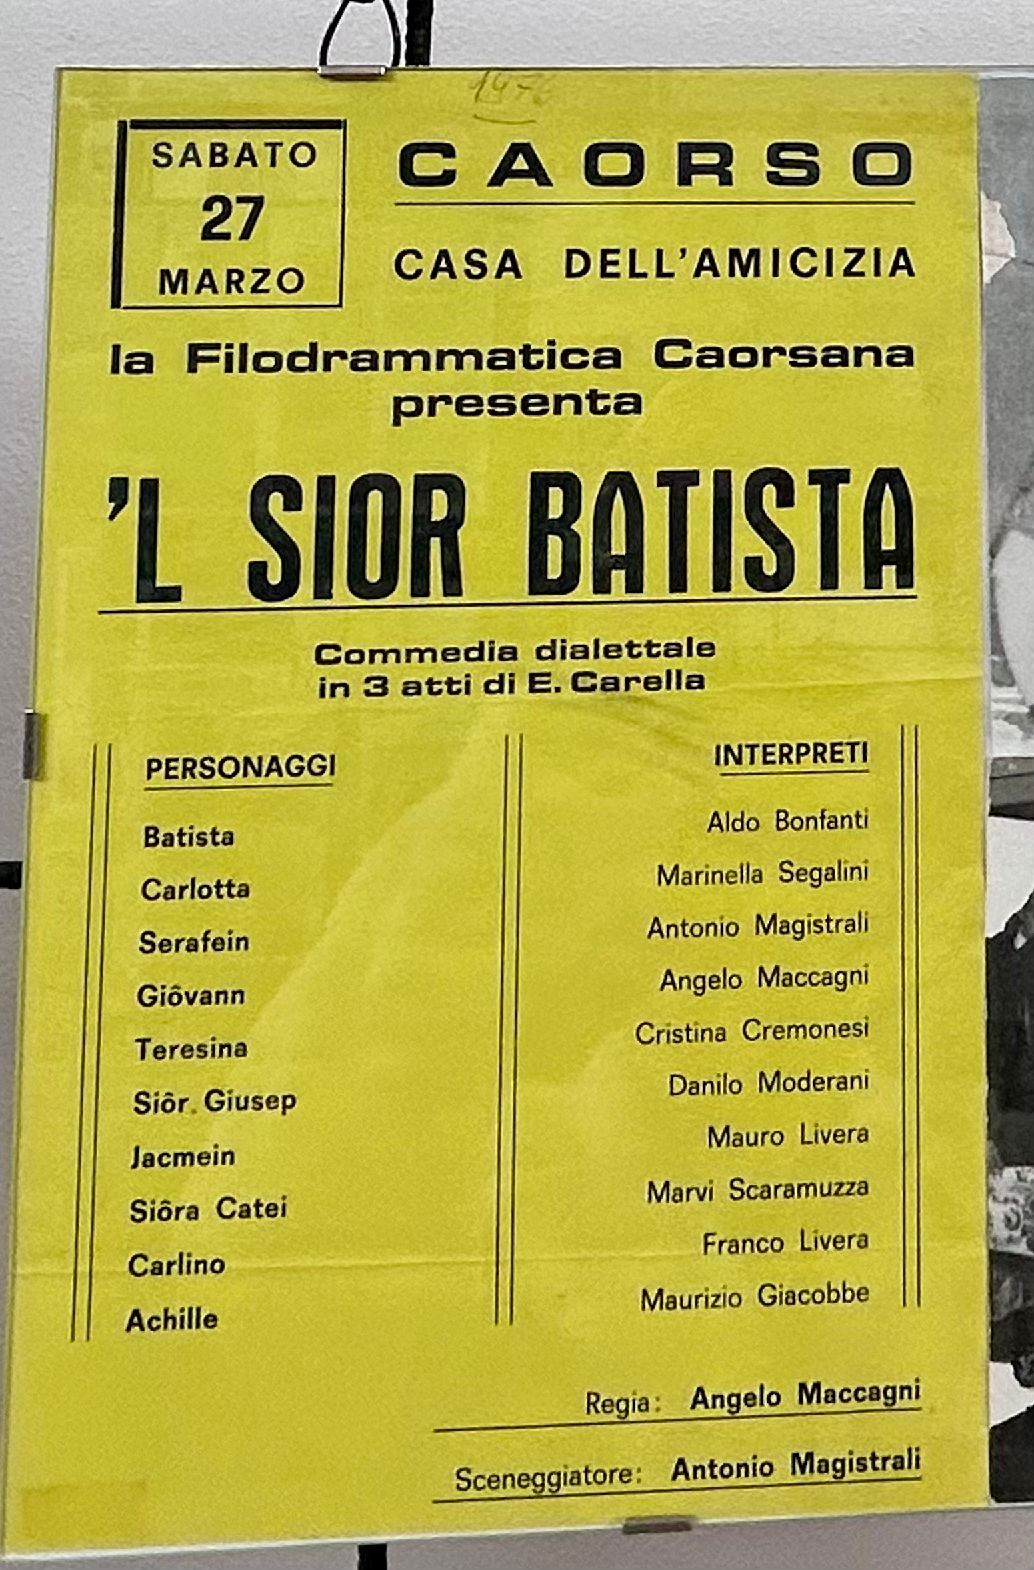 1976
SABATO
27
MARZO
CAORSO
CASA DELL'AMICIZIA
la Filodrammatica Caorsana
presenta
'L SIOR BATISTA
Commedia dialettale
in 3 atti di E. Carella
PERSONAGGI
Batista
Carlotta
Serafein
Giôvann
Teresina
Siôr. Giusep
Jacmein
Siôra Catei
Carlino
Achille
INTERPRETI
Aldo Bonfanti
Marinella Segalini
Antonio Magistrali
Angelo Maccagni
Cristina Cremonesi
Danilo Moderani
Mauro Livera
Marvi Scaramuzza
Franco Livera
Maurizio Giacobbe
Regia: Angelo Maccagni
Sceneggiatore: Antonio Magistrali